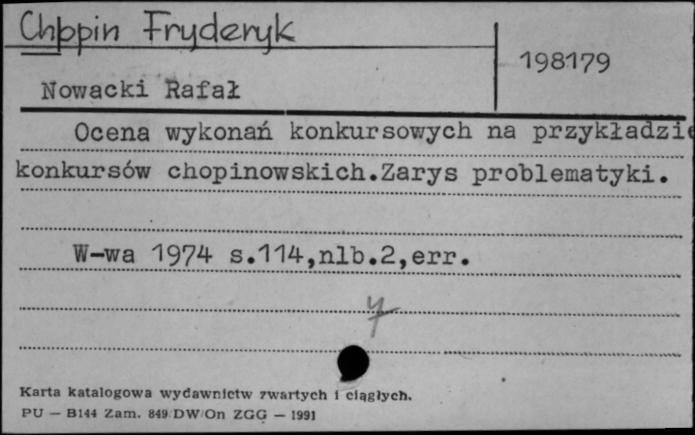 Chopin Fryderyk
198179
Nowacki Rafał
Ocena wykonań konkursowych na przykładzie
konkursów chopinowskich.Zarys problematyki.
W-wa 1974 s.114,nlb.2,err.
7
Karta katalogowa wydawnictw zwartych i ciągłych.
PU — B144 Zam. 849/DW/On ZGG — 1991